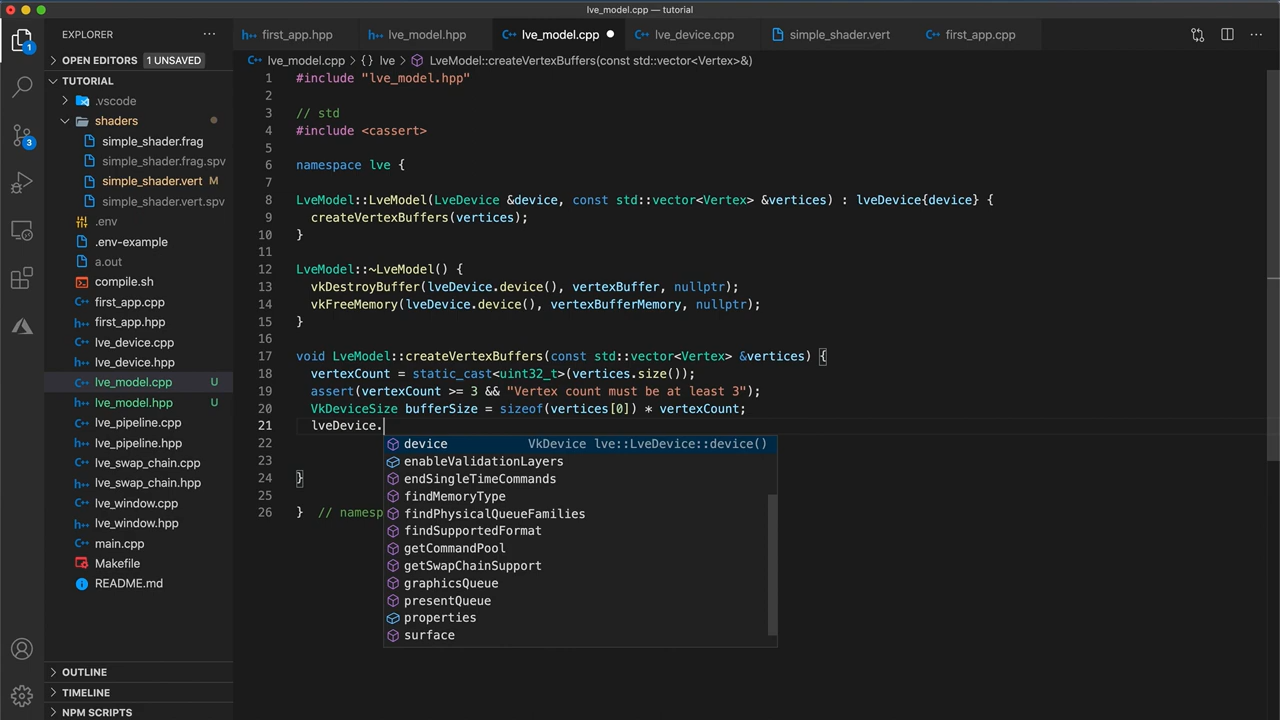 lve_model.cpp — tutorial
EXPLORER
first_app.hpp
lve_model.hpp
lve_model.cpp
lve_device.cpp
simple_shader.vert
first_app.cpp
OPEN EDITORS 1 UNSAVED
lve_model.cpp > {} lve > LveModel::createVertexBuffers(const std::vector<Vertex>&)
TUTORIAL
.vscode
shaders
simple_shader.frag
simple_shader.frag.spv
simple_shader.vert M
simple_shader.vert.spv
.env
.env-example
a.out
compile.sh
first_app.cpp
first_app.hpp
lve_device.cpp
lve_device.hpp
lve_model.cpp U
lve_model.hpp U
lve_pipeline.cpp
lve_pipeline.hpp
lve_swap_chain.cpp
lve_swap_chain.hpp
lve_window.cpp
lve_window.hpp
main.cpp
Makefile
README.md
OUTLINE
TIMELINE
NPM SCRIPTS
1
3
1 #include "lve_model.hpp"
2
3 // std
4 #include <cassert>
5
6 namespace lve {
7
8 LveModel::LveModel(LveDevice &device, const std::vector<Vertex> &vertices) : lveDevice{device} {
9 createVertexBuffers(vertices);
10 }
11
12 LveModel::~LveModel() {
13 vkDestroyBuffer(lveDevice.device(), vertexBuffer, nullptr);
14 vkFreeMemory(lveDevice.device(), vertexBufferMemory, nullptr);
15 }
16
17 void LveModel::createVertexBuffers(const std::vector<Vertex> &vertices) {
18 vertexCount = static_cast<uint32_t>(vertices.size());
19 assert(vertexCount >= 3 && "Vertex count must be at least 3");
20 VkDeviceSize bufferSize = sizeof(vertices[0]) * vertexCount;
21 lveDevice.
22
23
24 }
25
26 } // namesp
device VkDevice lve::LveDevice::device()
enableValidationLayers
endSingleTimeCommands
findMemoryType
findPhysicalQueueFamilies
findSupportedFormat
getCommandPool
getSwapChainSupport
graphicsQueue
presentQueue
properties
surface